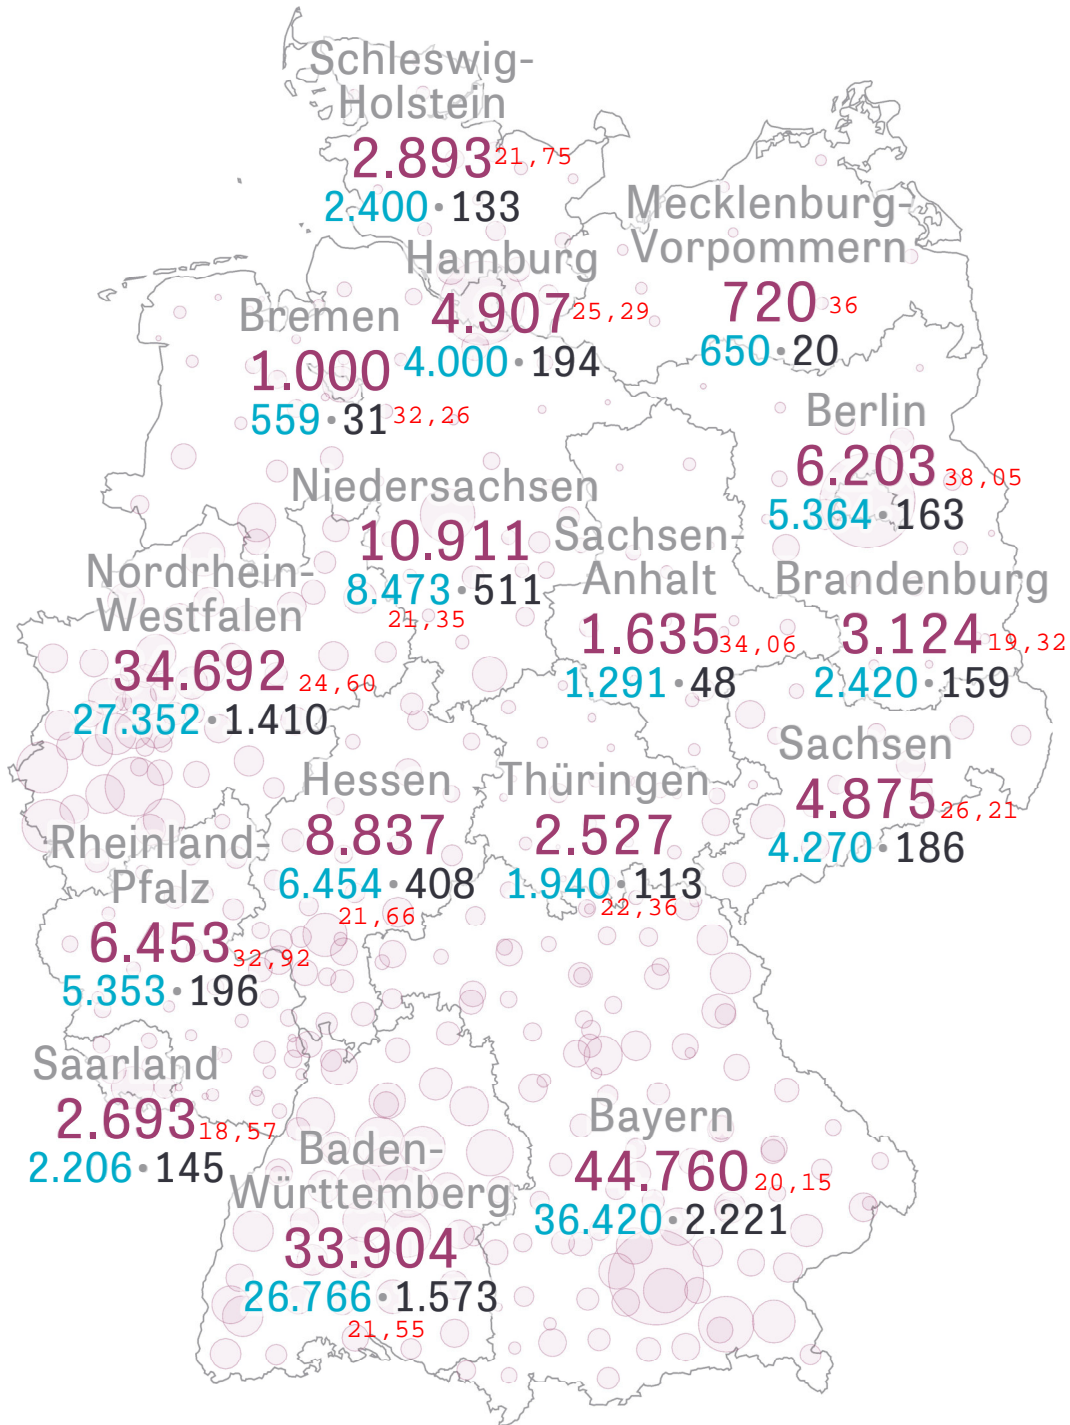 Schleswig-
Holstein
2.893 21,75
2.400 • 133
Mecklenburg-
Vorpommern
720 36
650 • 20
Hamburg
4.907 25,29
4.000 • 194
Bremen
1.000
559 • 31 32,26
Berlin
6.203 38,05
5.364 • 163
Niedersachsen
10.911
8.473 • 511
21,35
Sachsen-
Anhalt
1.635 34,06
1.291 • 48
Brandenburg
3.124 19,32
2.420 • 159
Nordrhein-
Westfalen
34.692 24,60
27.352 • 1.410
Sachsen
4.875 26,21
4.270 • 186
Hessen
8.837
6.454 • 408
21,66
Thüringen
2.527
1.940 • 113
22,36
Rheinland-
Pfalz
6.453 32,92
5.353 • 196
Saarland
2.693 18,57
2.206 • 145
Baden-
Württemberg
33.904
26.766 • 1.573
21,55
Bayern
44.760 20,15
36.420 • 2.221